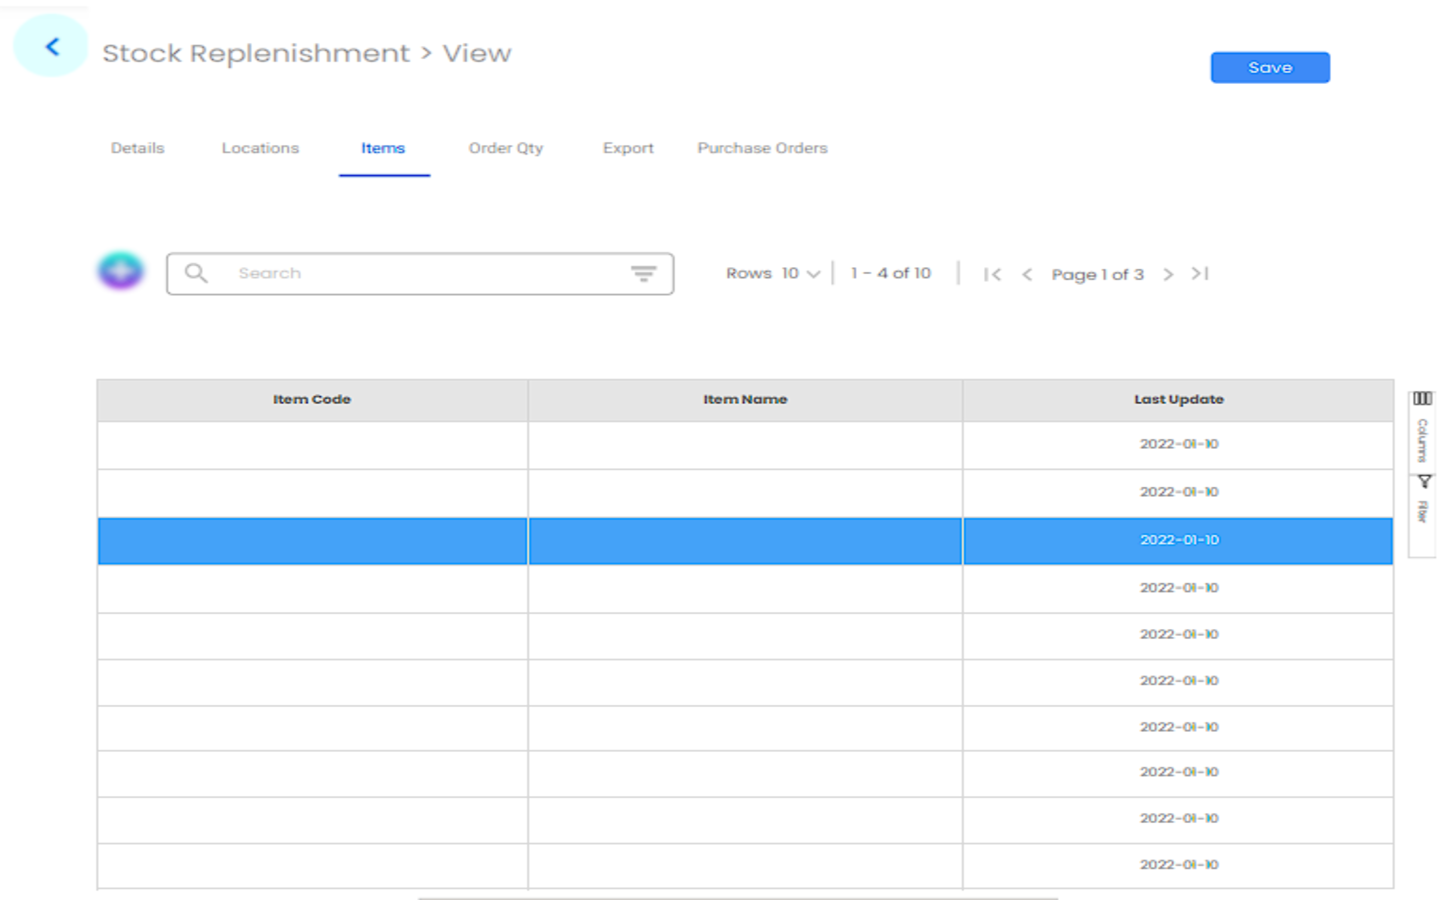 Stock Replenishment > View
Save
Details Locations Items Order Qty Export Purchase Orders
Search Rows 10 1 - 4 of 10 Page 1 of 3
Item Code Item Name Last Update
2022-01-10
2022-01-10
2022-01-10
2022-01-10
2022-01-10
2022-01-10
2022-01-10
2022-01-10
2022-01-10
2022-01-10
Columns
Filter